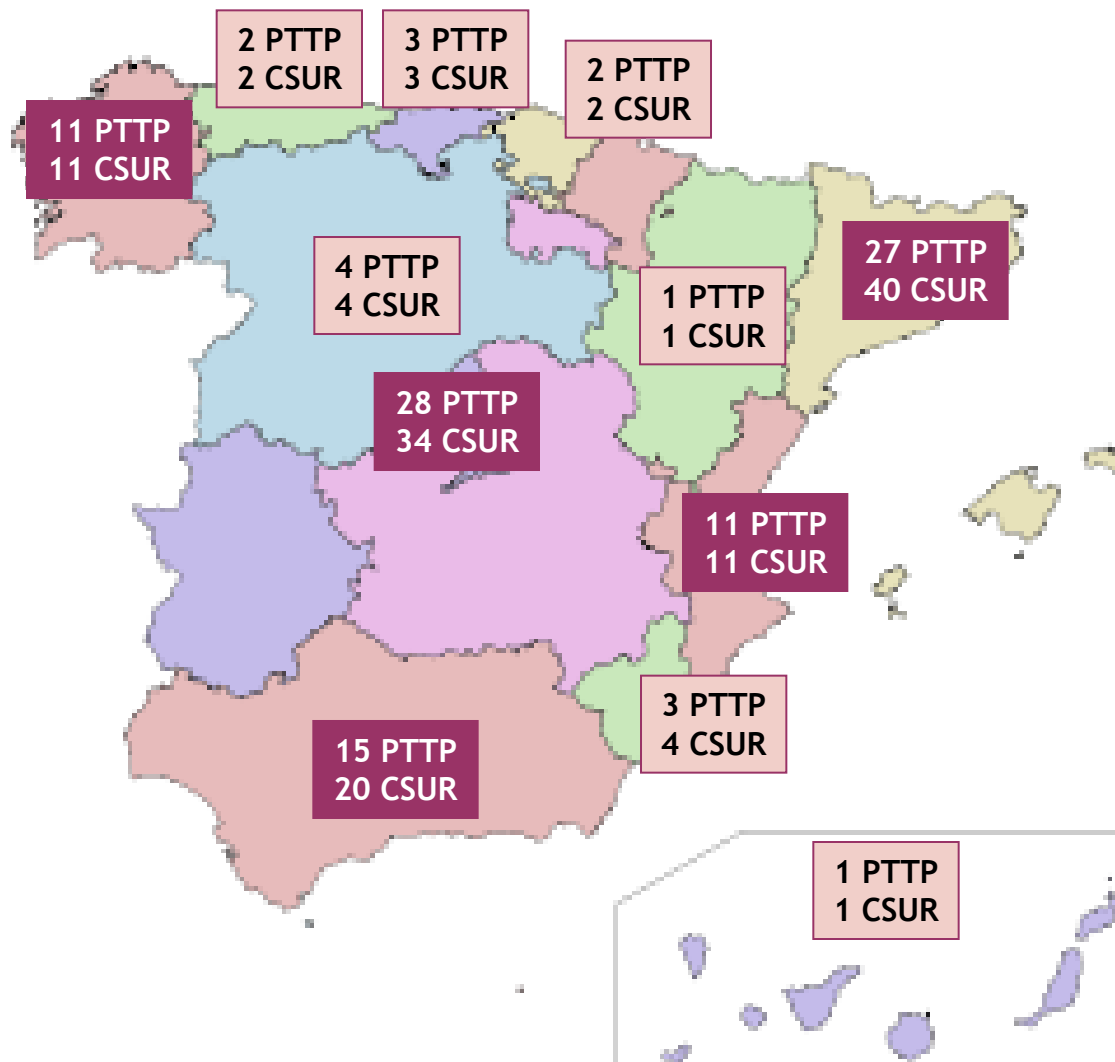 2 PTTP
2 CSUR
3 PTTP
3 CSUR
2 PTTP
2 CSUR
11 PTTP
11 CSUR
4 PTTP
4 CSUR
27 PTTP
40 CSUR
1 PTTP
1 CSUR
28 PTTP
34 CSUR
11 PTTP
11 CSUR
3 PTTP
4 CSUR
15 PTTP
20 CSUR
1 PTTP
1 CSUR